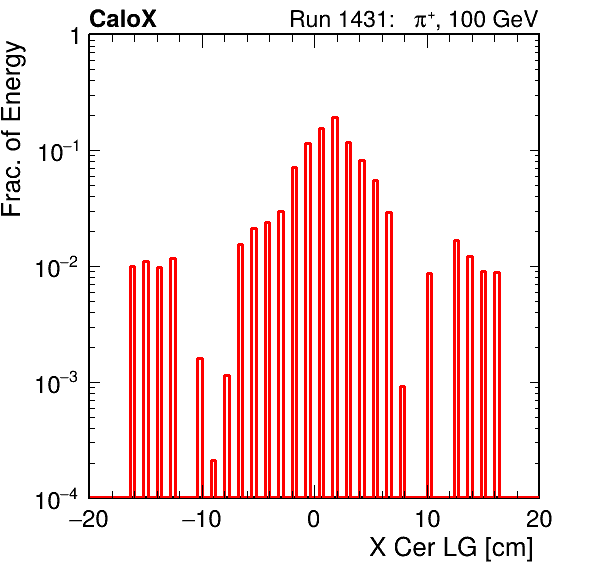 CaloX Run 1431: π⁺, 100 GeV
Frac. of Energy
1
10⁻¹
10⁻²
10⁻³
10⁻⁴
−20 −10 0 10 20
X Cer LG [cm]